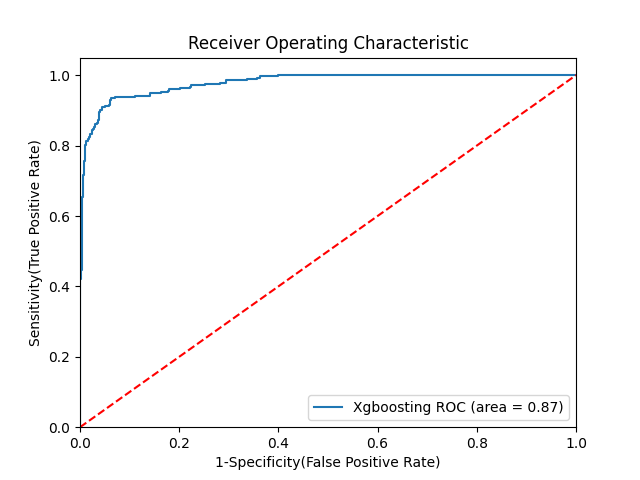 Receiver Operating Characteristic
1.0
0.8
0.6
0.4
0.2
0.0
Sensitivity(True Positive Rate)
Xgboosting ROC (area = 0.87)
0.0 0.2 0.4 0.6 0.8 1.0
1-Specificity(False Positive Rate)